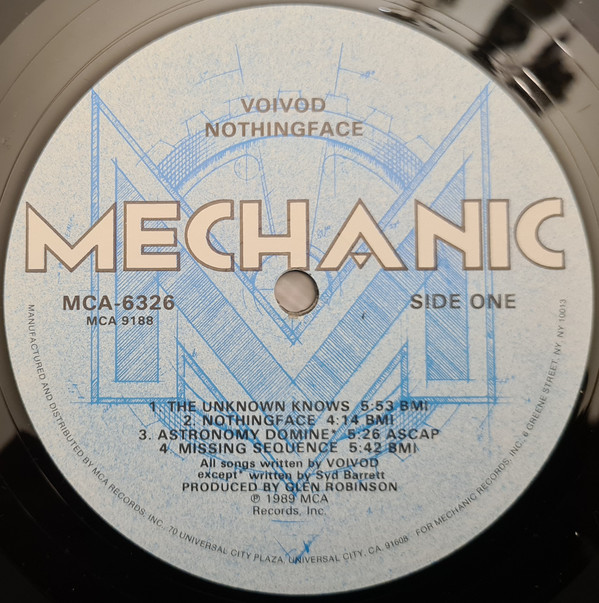 VOIVOD
NOTHINGFACE
MECHANIC
MCA-6326
MCA 9188
SIDE ONE
1. THE UNKNOWN KNOWS 5:53 BMI
2. NOTHINGFACE 4:14 BMI
3. ASTRONOMY DOMINE* 5:26 ASCAP
4. MISSING SEQUENCE 5:42 BMI
All songs written by VOIVOD
except* written by Syd Barrett
PRODUCED BY GLEN ROBINSON
℗ 1989 MCA
Records, Inc.
MANUFACTURED AND DISTRIBUTED BY MCA RECORDS, INC., 70 UNIVERSAL CITY PLAZA, UNIVERSAL CITY, CA. 91608 FOR MECHANIC RECORDS, INC., 6 GREENE STREET, NY, NY 10013